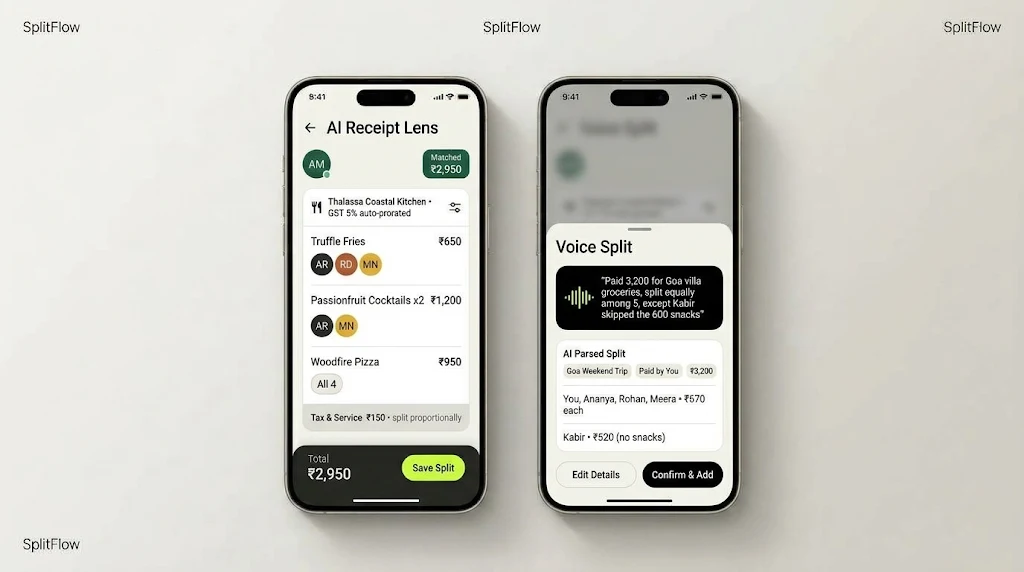 SplitFlow
SplitFlow
SplitFlow
9:41
AI Receipt Lens
AM
Matched
₹2,950
Thalassa Coastal Kitchen •
GST 5% auto-prorated
Truffle Fries ₹650
AR RD MN
Passionfruit Cocktails x2 ₹1,200
AR MN
Woodfire Pizza ₹950
All 4
Tax & Service ₹150 • split proportionally
Total
₹2,950
Save Split
9:41
Voice Split
Voice Split
"Paid 3,200 for Goa villa
groceries, split equally
among 5, except Kabir
skipped the 600 snacks"
AI Parsed Split
Goa Weekend Trip Paid by You ₹3,200
You, Ananya, Rohan, Meera • ₹670
each
Kabir • ₹520 (no snacks)
Edit Details Confirm & Add
SplitFlow